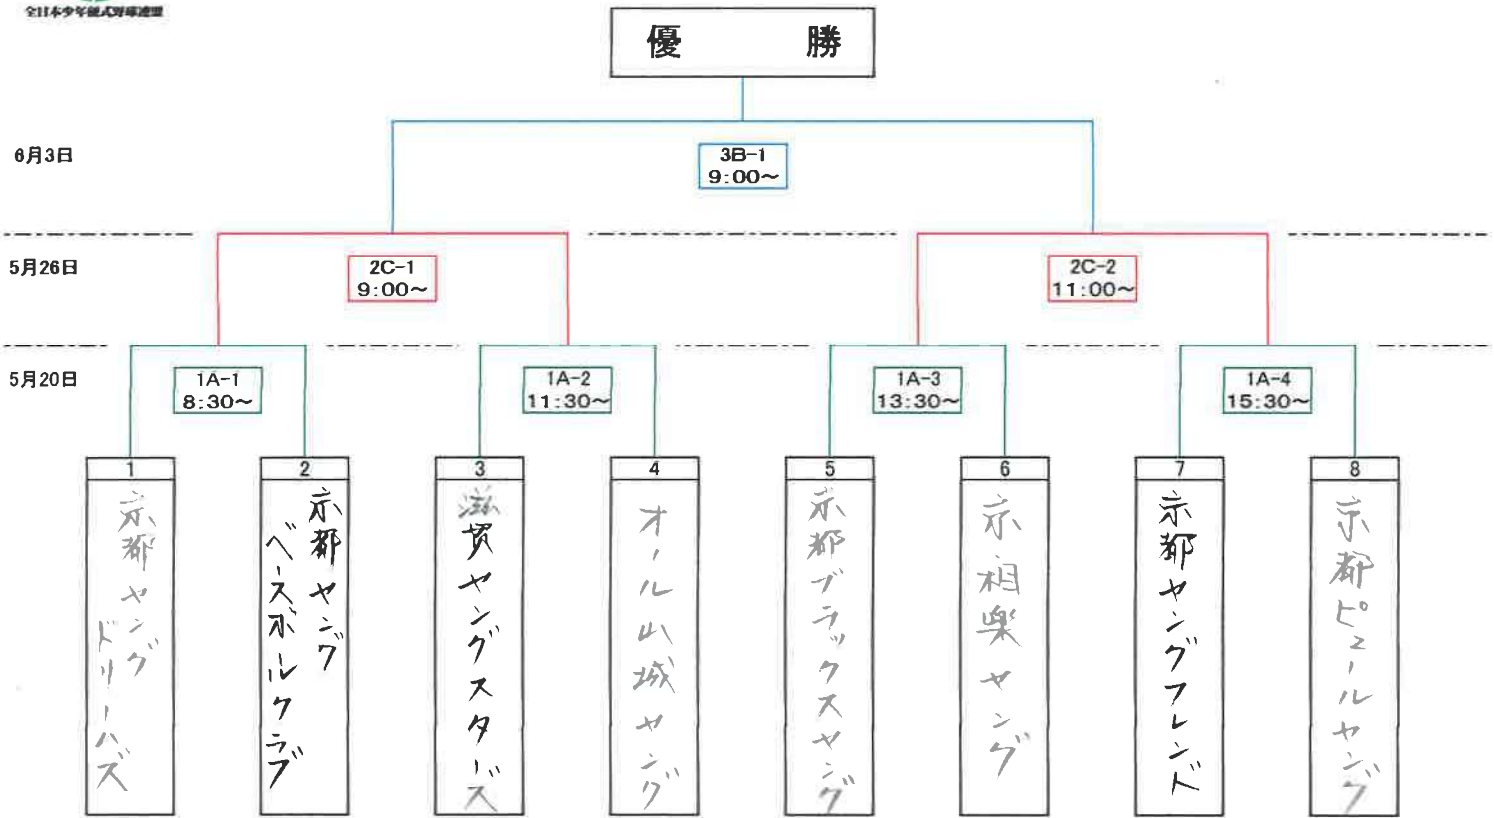 全日本少年硬式野球連盟
優　勝
6月3日
3B-1
9:00～
5月26日
2C-1
9:00～
2C-2
11:00～
5月20日
1A-1
8:30～
1A-2
11:30～
1A-3
13:30～
1A-4
15:30～
1
2
3
4
5
6
7
8
京都ヤング
ドリームズ
京都ヤング
ベースボールクラブ
滋賀ヤングスターズ
オール山城ヤング
京都ブラックスヤング
京・相楽ヤング
京都ヤングフレンド
京都ピュールヤング